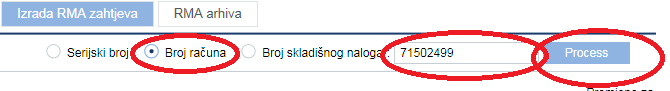 Izrada RMA zahtjeva RMA arhiva
Serijski broj Broj računa Broj skladišnog naloga: 71502499 Process